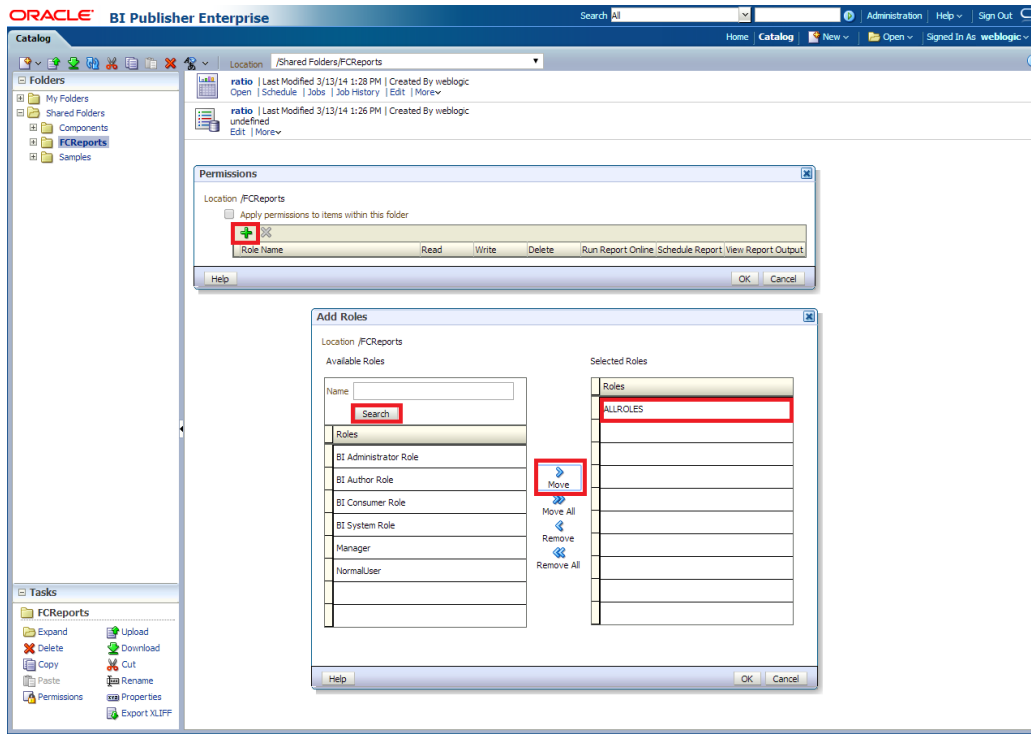 ORACLE BI Publisher Enterprise Search All Administration Help Sign Out
Catalog Home Catalog New Open Signed In As weblogic
Location /Shared Folders/FCReports
Folders
My Folders
Shared Folders
Components
FCReports
Samples
ratio | Last Modified 3/13/14 1:28 PM | Created By weblogic
Open | Schedule | Jobs | Job History | Edit | More
ratio | Last Modified 3/13/14 1:26 PM | Created By weblogic
undefined
Edit | More
Permissions
Location /FCReports
Apply permissions to items within this folder
Role Name Read Write Delete Run Report Online Schedule Report View Report Output
Help OK Cancel
Add Roles
Location /FCReports
Available Roles Selected Roles
Name
Search
Roles
BI Administrator Role
BI Author Role
BI Consumer Role
BI System Role
Manager
NormalUser
Move
Move All
Remove
Remove All
Roles
ALLROLES
Help OK Cancel
Tasks
FCReports
Expand Upload
Delete Download
Copy Cut
Paste Rename
Permissions Properties
Export XLIFF